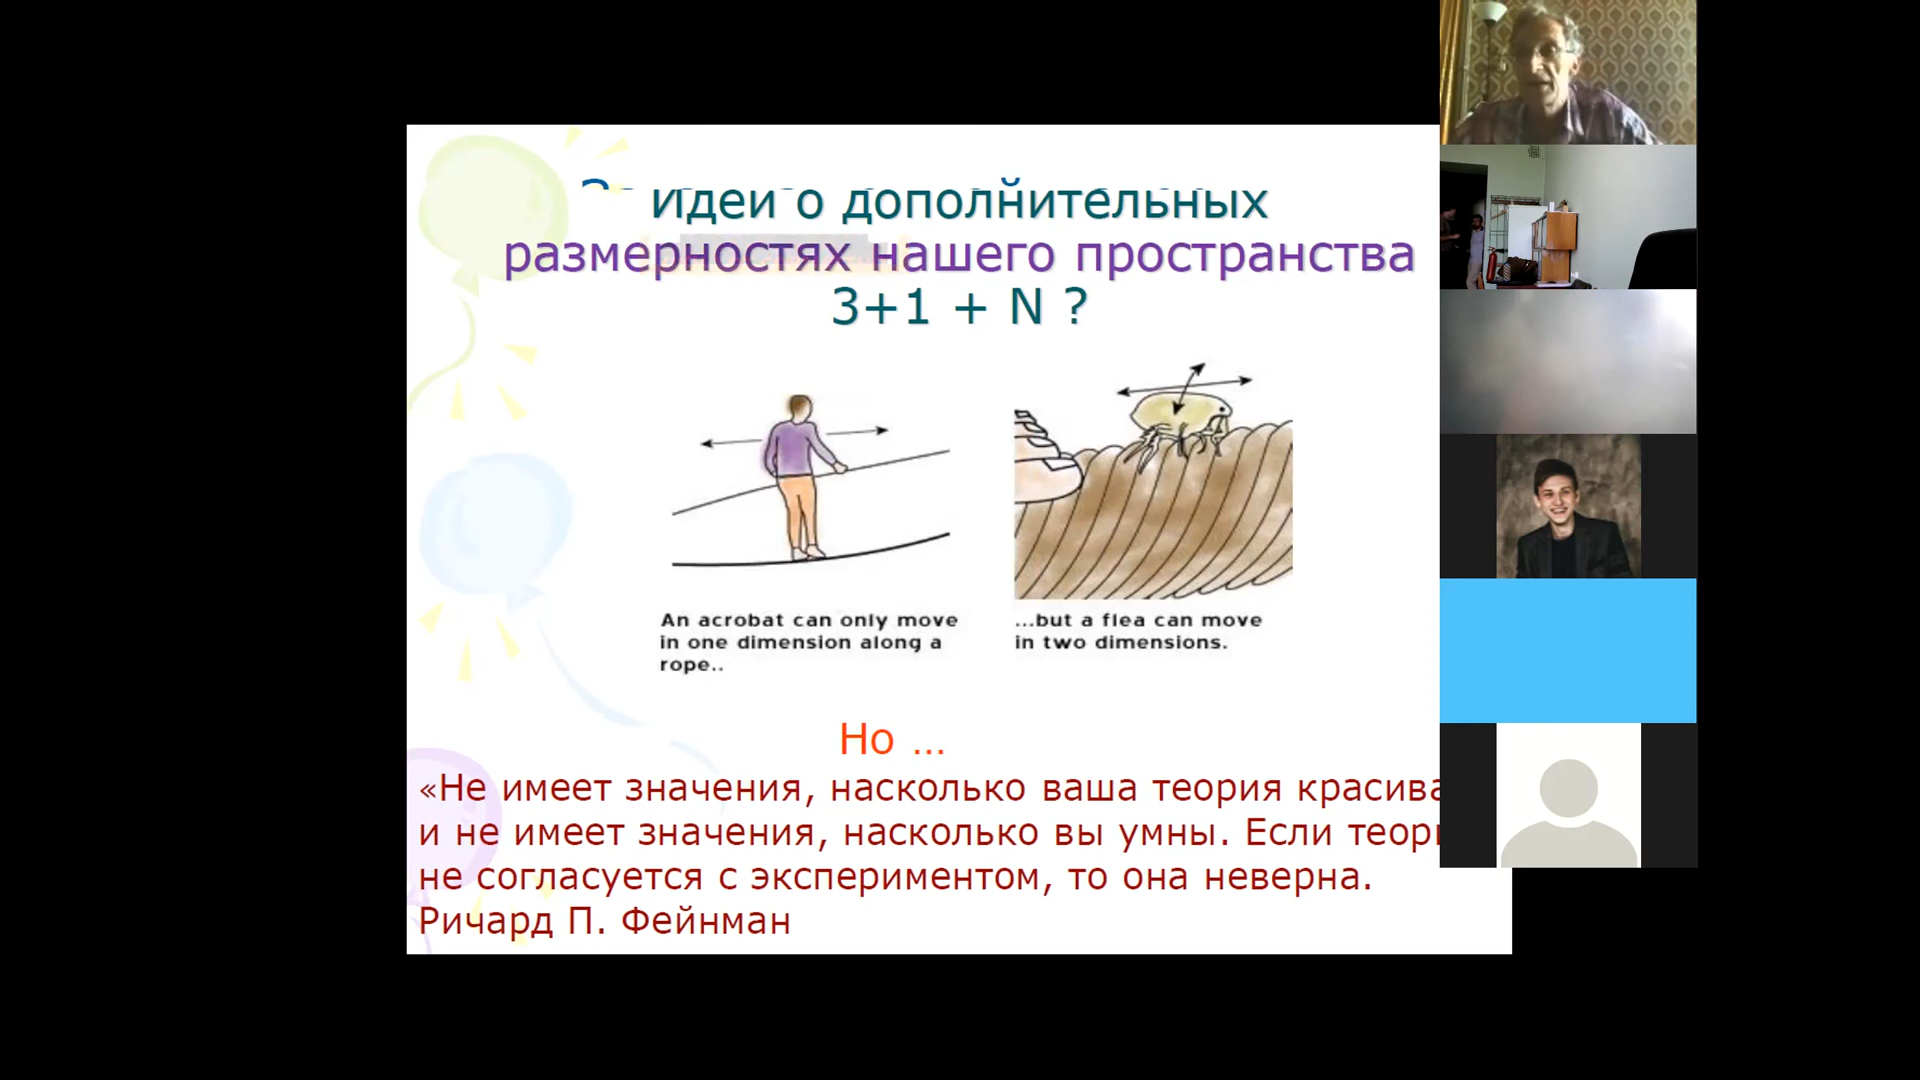 идеи о дополнительных
размерностях нашего пространства
3+1 + N ?
An acrobat can only move
in one dimension along a
rope..
...but a flea can move
in two dimensions.
Но ...
«Не имеет значения, насколько ваша теория красива
и не имеет значения, насколько вы умны. Если
не согласуется с экспериментом, то она неверна.
Ричард П. Фейнман